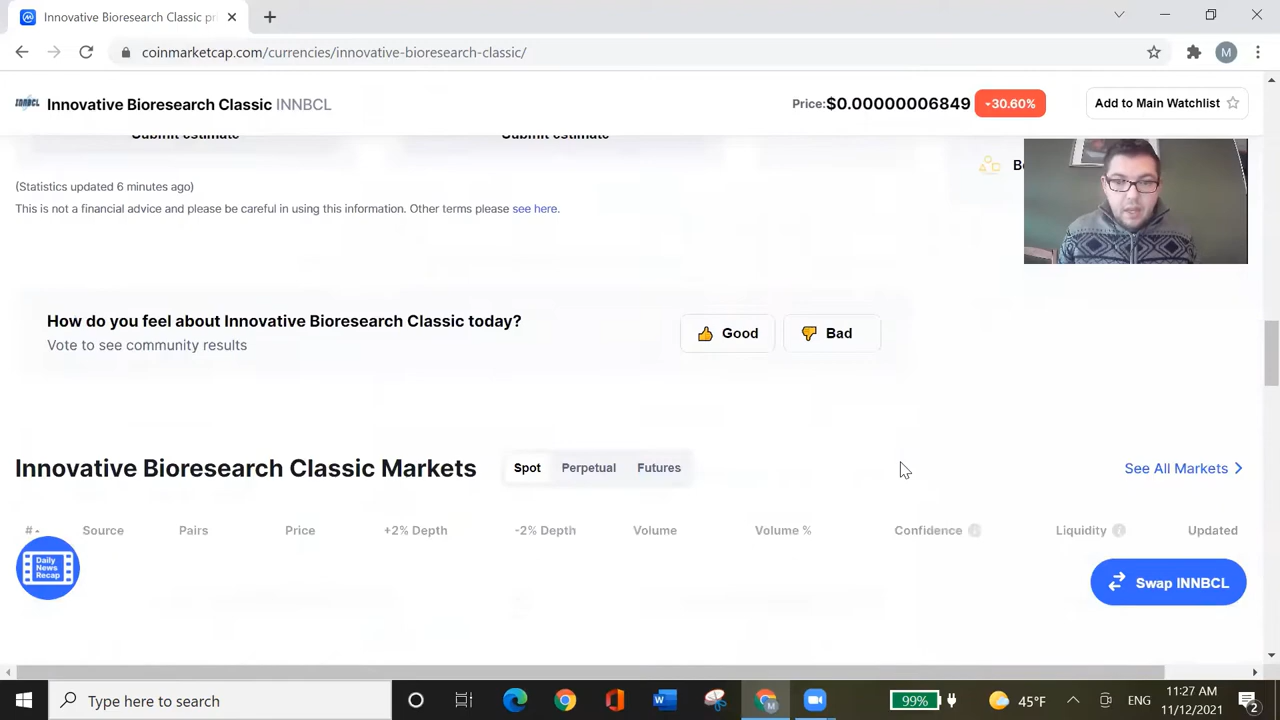 Innovative Bioresearch Classic pr
coinmarketcap.com/currencies/innovative-bioresearch-classic/
M
INNBCL
Innovative Bioresearch Classic INNBCL
Price:$0.00000006849
30.60%
Add to Main Watchlist
Submit estimate
Submit estimate
(Statistics updated 6 minutes ago)
This is not a financial advice and please be careful in using this information. Other terms please see here.
How do you feel about Innovative Bioresearch Classic today?
Vote to see community results
Good
Bad
Innovative Bioresearch Classic Markets
Spot
Perpetual
Futures
See All Markets
# Source Pairs Price +2% Depth -2% Depth Volume Volume % Confidence Liquidity Updated
Daily
News
Recap
Swap INNBCL
Type here to search
99%
45°F
ENG
11:27 AM
11/12/2021
2